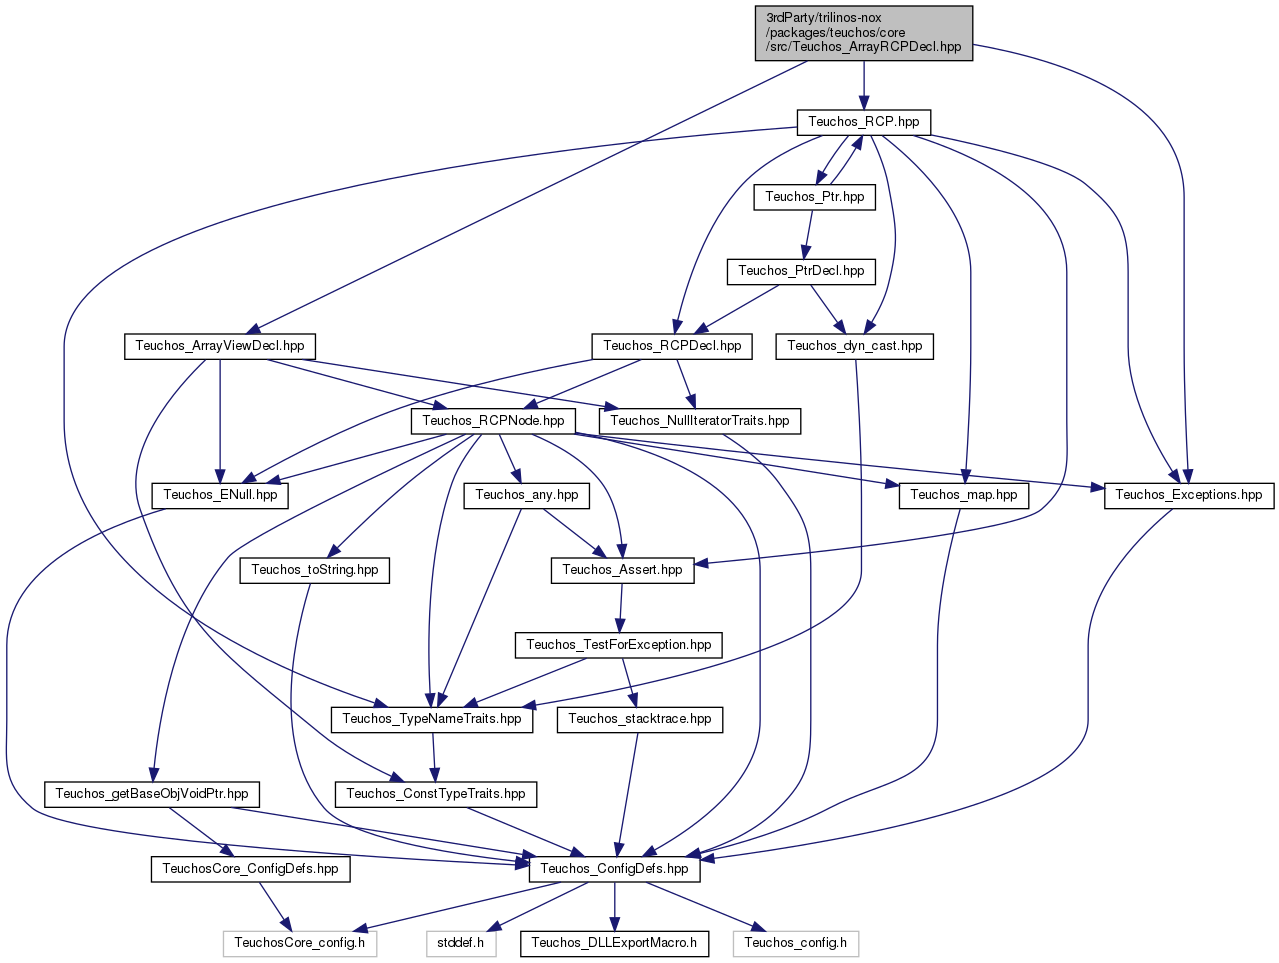 3rdParty/trilinos-nox
/packages/teuchos/core
/src/Teuchos_ArrayRCPDecl.hpp
Teuchos_RCP.hpp
Teuchos_Ptr.hpp
Teuchos_PtrDecl.hpp
Teuchos_ArrayViewDecl.hpp
Teuchos_RCPDecl.hpp
Teuchos_dyn_cast.hpp
Teuchos_RCPNode.hpp
Teuchos_NullIteratorTraits.hpp
Teuchos_ENull.hpp
Teuchos_any.hpp
Teuchos_map.hpp
Teuchos_Exceptions.hpp
Teuchos_toString.hpp
Teuchos_Assert.hpp
Teuchos_TestForException.hpp
Teuchos_TypeNameTraits.hpp
Teuchos_stacktrace.hpp
Teuchos_getBaseObjVoidPtr.hpp
Teuchos_ConstTypeTraits.hpp
TeuchosCore_ConfigDefs.hpp
Teuchos_ConfigDefs.hpp
TeuchosCore_config.h
stddef.h
Teuchos_DLLExportMacro.h
Teuchos_config.h